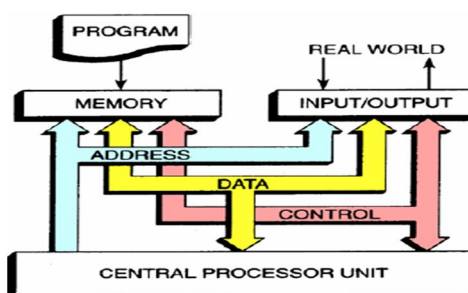 PROGRAM
REAL WORLD
MEMORY
INPUT/OUTPUT
ADDRESS
DATA
CONTROL
CENTRAL PROCESSOR UNIT